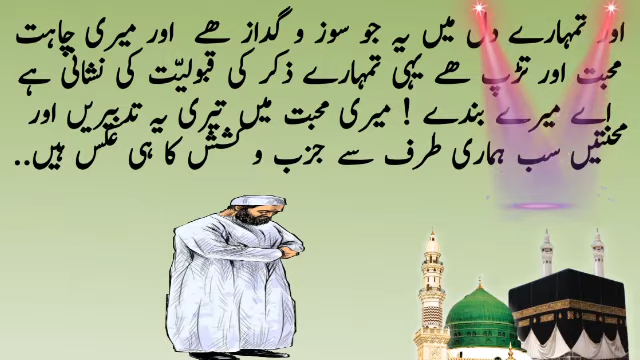 اور تمہارے دل میں یہ جو سوز و گداز ھے اور میری چاہت
محبت اور تڑپ ھے یہی تمہارے ذکر کی قبولیّت کی نشانی ہے
اے میرے بندے ! میری محبت میں تیری یہ تدبیریں اور
محنتیں سب ہماری طرف سے جزب و کشش کا ہی عکس ہیں..